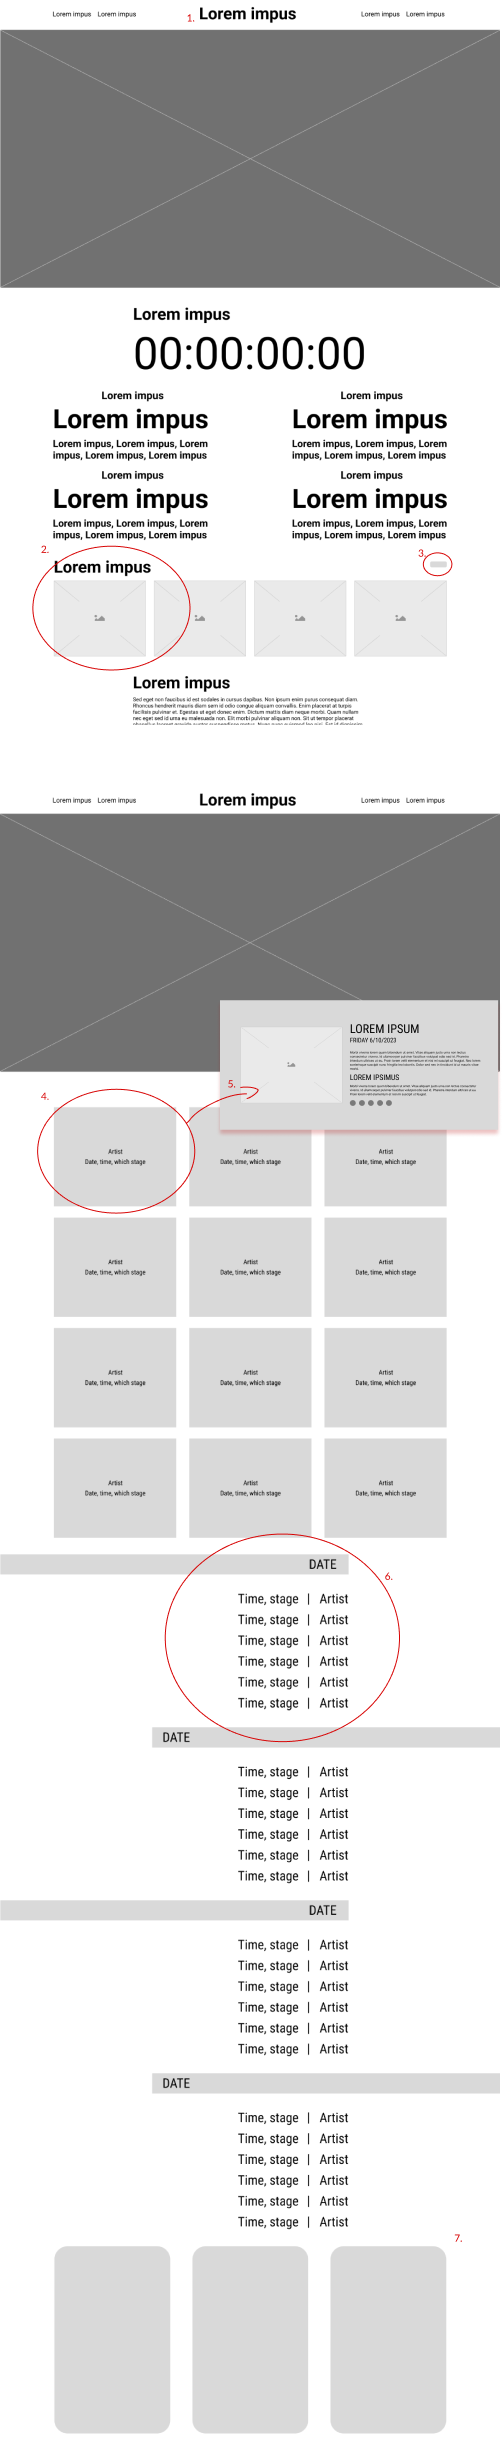 Lorem impus Lorem impus 1. Lorem impus Lorem impus Lorem impus
Lorem impus
00:00:00:00
Lorem impus
Lorem impus
Lorem impus, Lorem impus, Lorem
impus, Lorem impus, Lorem impus
Lorem impus
Lorem impus
Lorem impus, Lorem impus, Lorem
impus, Lorem impus, Lorem impus
Lorem impus
Lorem impus
Lorem impus, Lorem impus, Lorem
impus, Lorem impus, Lorem impus
Lorem impus
Lorem impus
Lorem impus, Lorem impus, Lorem
impus, Lorem impus, Lorem impus
2.
Lorem impus
3.
Lorem impus
Sed eget non faucibus id est sodales in cursus dapibus. Non ipsum enim purus consequat diam.
Rhoncus hendrerit mauris diam sem id odio congue aliquam convallis. Enim placerat at turpis
facilisis pulvinar et. Egestas ut eget donec enim. Dictum mattis diam neque morbi. Quam nullam
nec eget sed id urna eu malesuada non. Elit morbi pulvinar aliquam non. Sit ut tempor placerat
Lorem impus Lorem impus Lorem impus Lorem impus Lorem impus
LOREM IPSUM
FRIDAY 6/10/2023
LOREM IPSIMUS
4.
5.
Artist
Date, time, which stage
Artist
Date, time, which stage
Artist
Date, time, which stage
Artist
Date, time, which stage
Artist
Date, time, which stage
Artist
Date, time, which stage
Artist
Date, time, which stage
Artist
Date, time, which stage
Artist
Date, time, which stage
Artist
Date, time, which stage
Artist
Date, time, which stage
Artist
Date, time, which stage
DATE
6.
Time, stage | Artist
Time, stage | Artist
Time, stage | Artist
Time, stage | Artist
Time, stage | Artist
Time, stage | Artist
DATE
Time, stage | Artist
Time, stage | Artist
Time, stage | Artist
Time, stage | Artist
Time, stage | Artist
Time, stage | Artist
DATE
Time, stage | Artist
Time, stage | Artist
Time, stage | Artist
Time, stage | Artist
Time, stage | Artist
Time, stage | Artist
DATE
Time, stage | Artist
Time, stage | Artist
Time, stage | Artist
Time, stage | Artist
Time, stage | Artist
Time, stage | Artist
7.